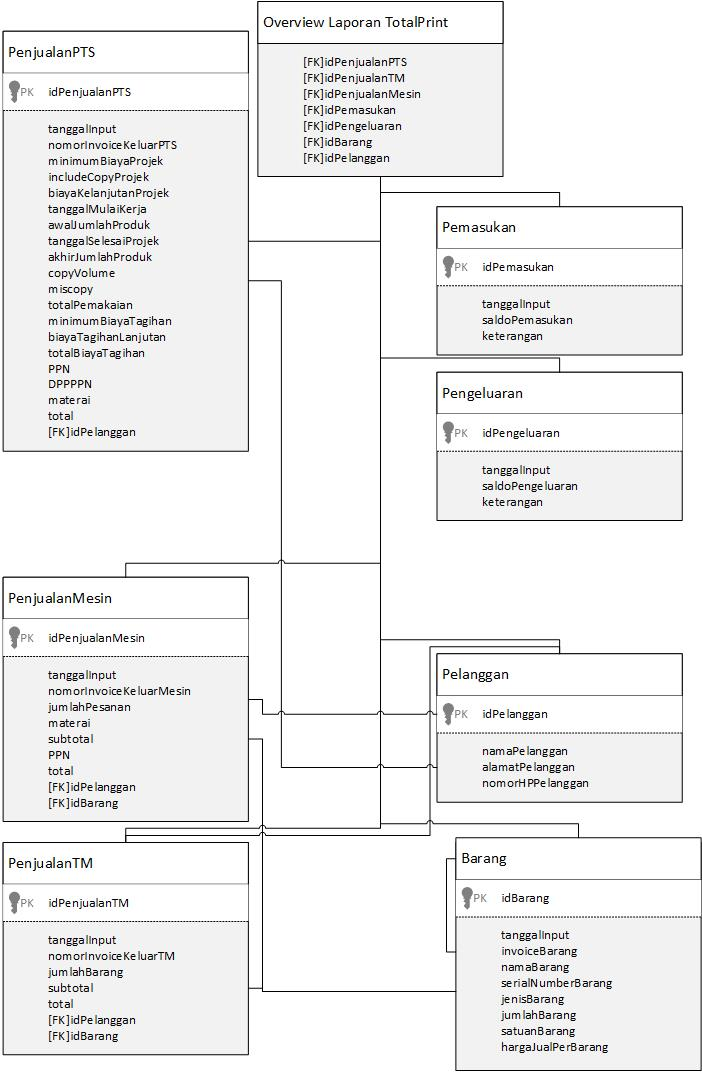 Overview Laporan TotalPrint
[FK]idPenjualanPTS
[FK]idPenjualanTM
[FK]idPenjualanMesin
[FK]idPemasukan
[FK]idPengeluaran
[FK]idBarang
[FK]idPelanggan
PenjualanPTS
PK idPenjualanPTS
tanggalInput
nomorInvoiceKeluarPTS
minimumBiayaProjek
includeCopyProjek
biayaKelanjutanProjek
tanggalMulaiKerja
awalJumlahProduk
tanggalSelesaiProjek
akhirJumlahProduk
copyVolume
miscopy
totalPemakaian
minimumBiayaTagihan
biayaTagihanLanjutan
totalBiayaTagihan
PPN
DPPPPN
materai
total
[FK]idPelanggan
Pemasukan
PK idPemasukan
tanggalInput
saldoPemasukan
keterangan
Pengeluaran
PK idPengeluaran
tanggalInput
saldoPengeluaran
keterangan
PenjualanMesin
PK idPenjualanMesin
tanggalInput
nomorInvoiceKeluarMesin
jumlahPesanan
materai
subtotal
PPN
total
[FK]idPelanggan
[FK]idBarang
Pelanggan
PK idPelanggan
namaPelanggan
alamatPelanggan
nomorHPPelanggan
PenjualanTM
PK idPenjualanTM
tanggalInput
nomorInvoiceKeluarTM
jumlahBarang
subtotal
total
[FK]idPelanggan
[FK]idBarang
Barang
PK idBarang
tanggalInput
invoiceBarang
namaBarang
serialNumberBarang
jenisBarang
jumlahBarang
satuanBarang
hargaJualPerBarang